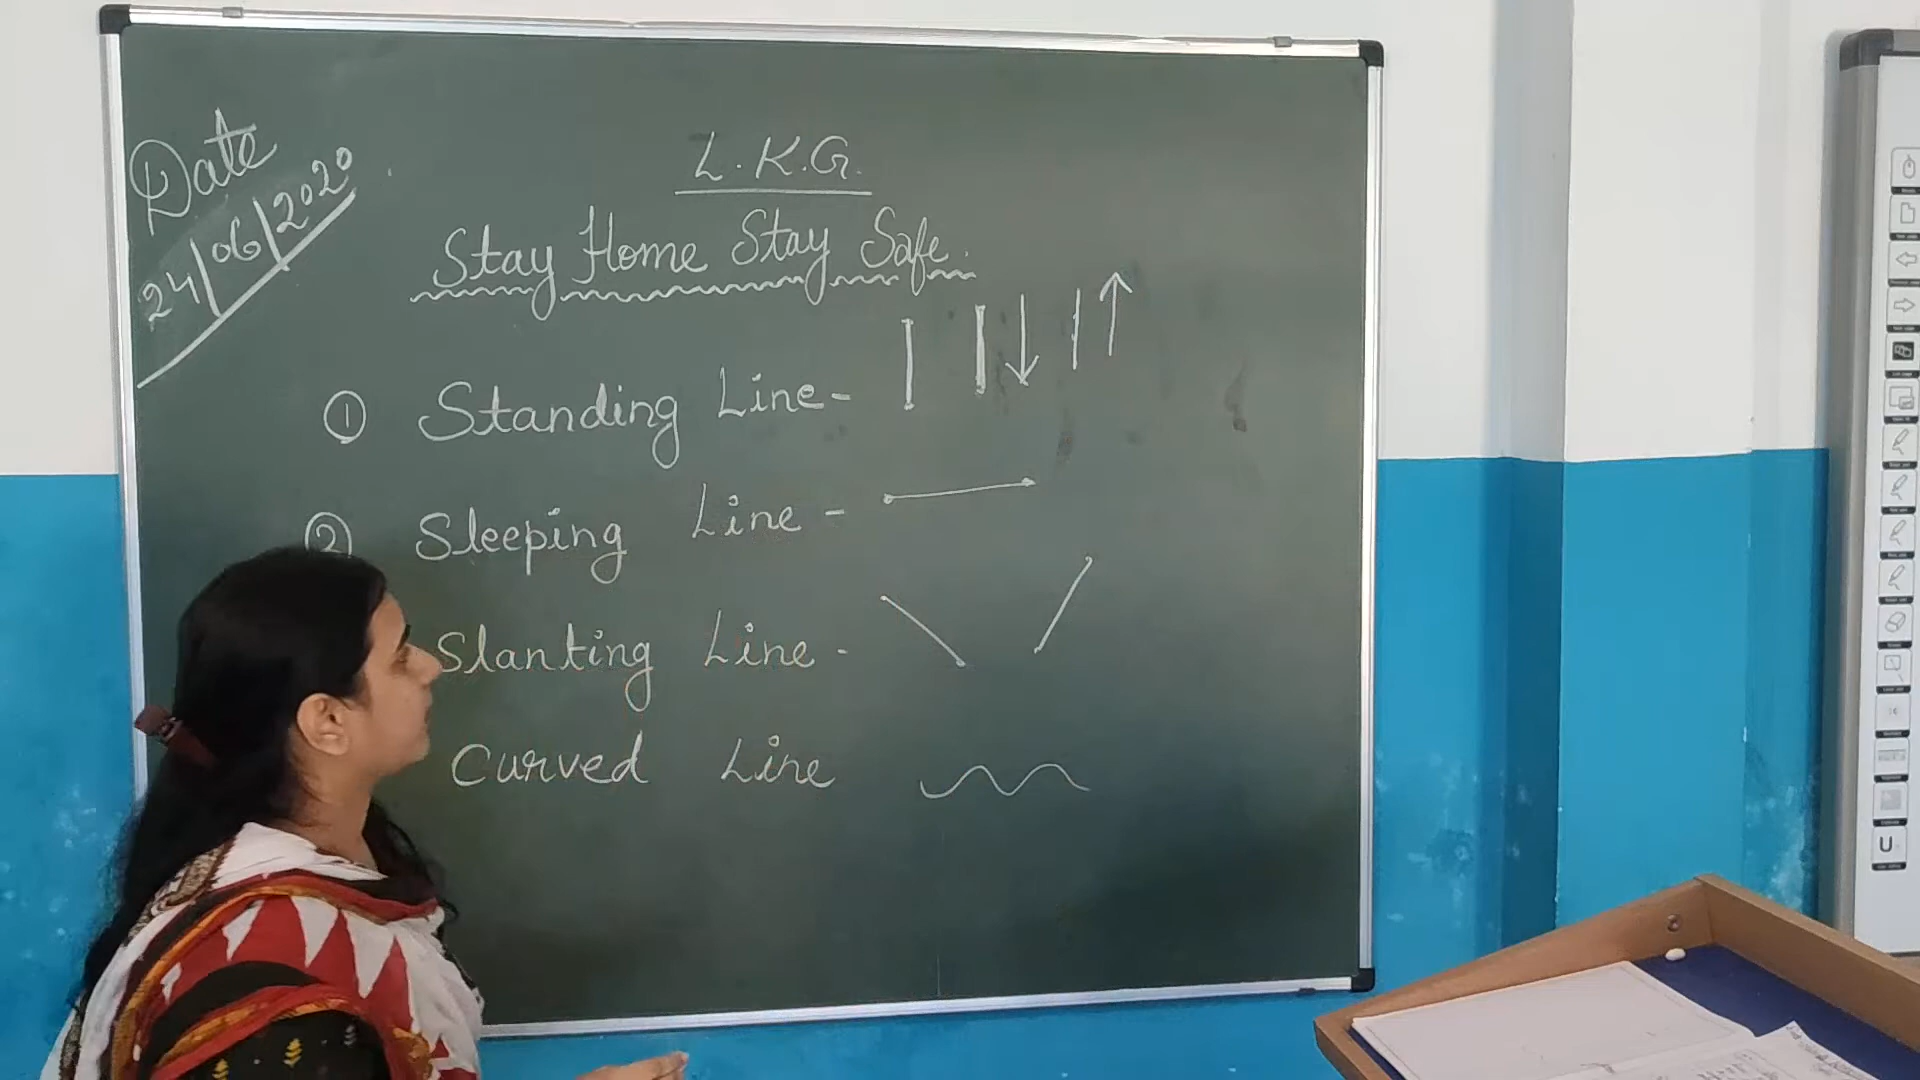 Date
24/06/2020
L.K.G.
Stay Home Stay Safe.
① Standing Line-
② Sleeping Line -
Slanting Line -
Curved Line